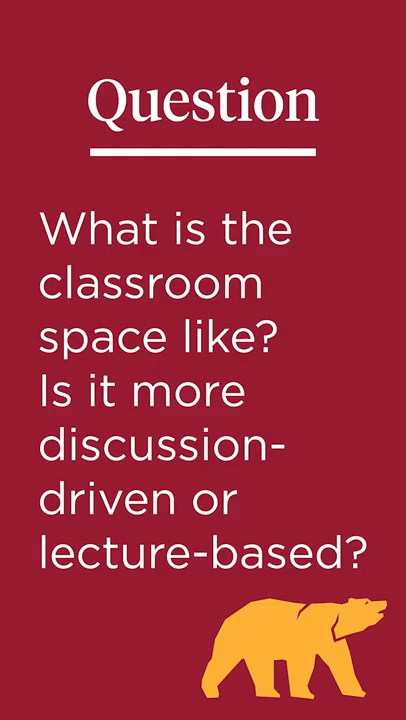 Question
What is the
classroom
space like?
Is it more
discussion-
driven or
lecture-based?